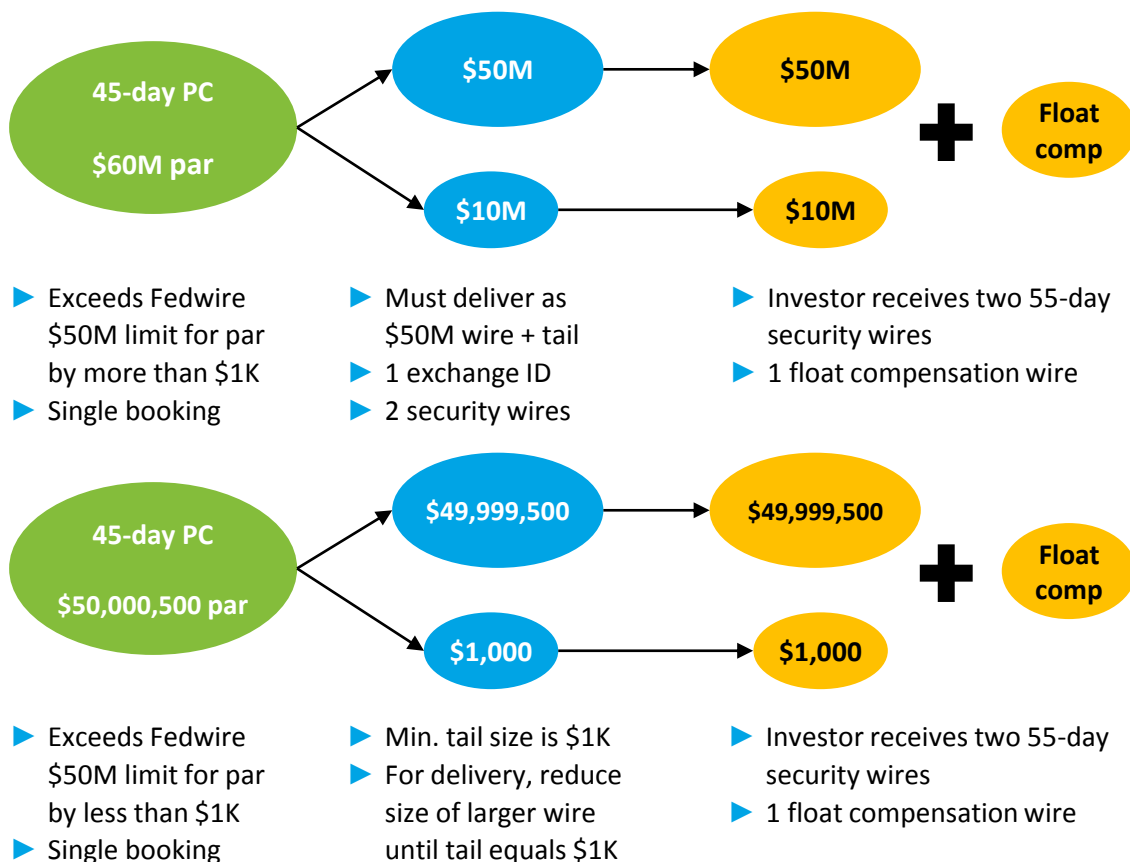 45-day PC
$60M par
$50M
$50M
$10M
$10M
Float
comp
Exceeds Fedwire
$50M limit for par
by more than $1K
Single booking
Must deliver as
$50M wire + tail
1 exchange ID
2 security wires
Investor receives two 55-day
security wires
1 float compensation wire
45-day PC
$50,000,500 par
$49,999,500
$49,999,500
$1,000
$1,000
Float
comp
Exceeds Fedwire
$50M limit for par
by less than $1K
Single booking
Min. tail size is $1K
For delivery, reduce
size of larger wire
until tail equals $1K
Investor receives two 55-day
security wires
1 float compensation wire